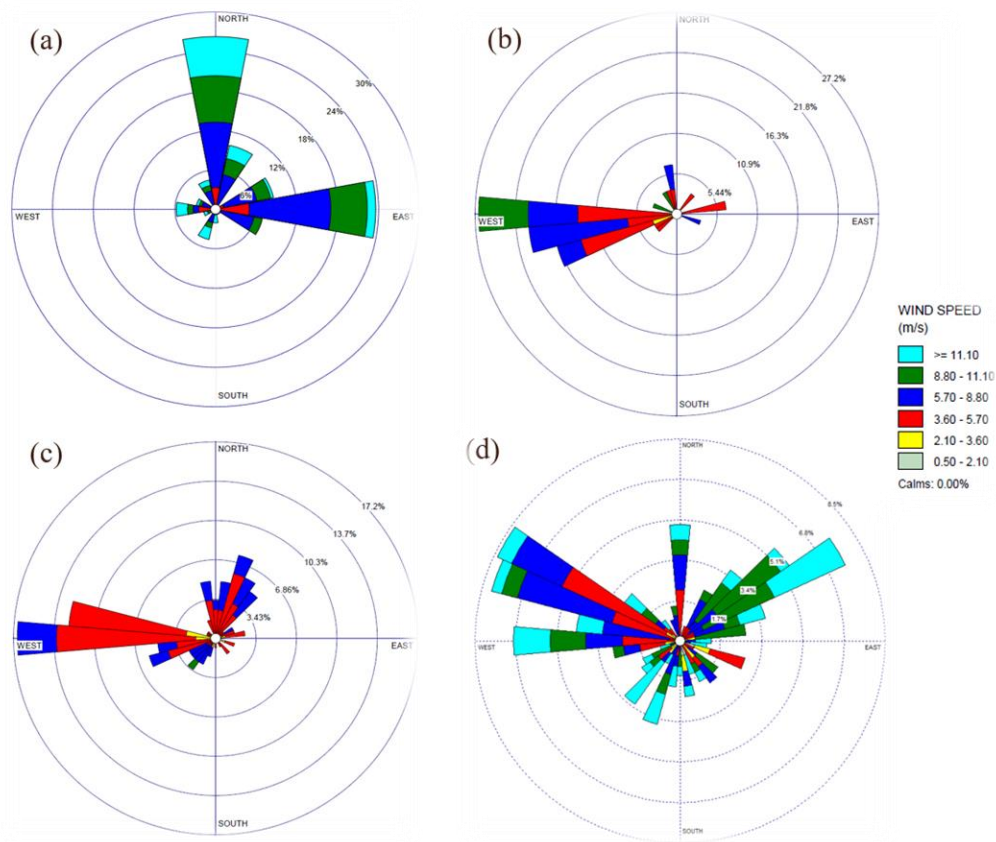 (a)
NORTH
30%
24%
18%
12%
6%
WEST
EAST
SOUTH
(b)
NORTH
27.2%
21.8%
16.3%
10.9%
5.44%
WEST
EAST
SOUTH
WIND SPEED
(m/s)
>= 11.10
8.80 - 11.10
5.70 - 8.80
3.60 - 5.70
2.10 - 3.60
0.50 - 2.10
Calms: 0.00%
(c)
NORTH
17.2%
13.7%
10.3%
6.86%
3.43%
WEST
EAST
SOUTH
(d)
NORTH
8.5%
6.8%
5.1%
3.4%
1.7%
WEST
EAST
SOUTH